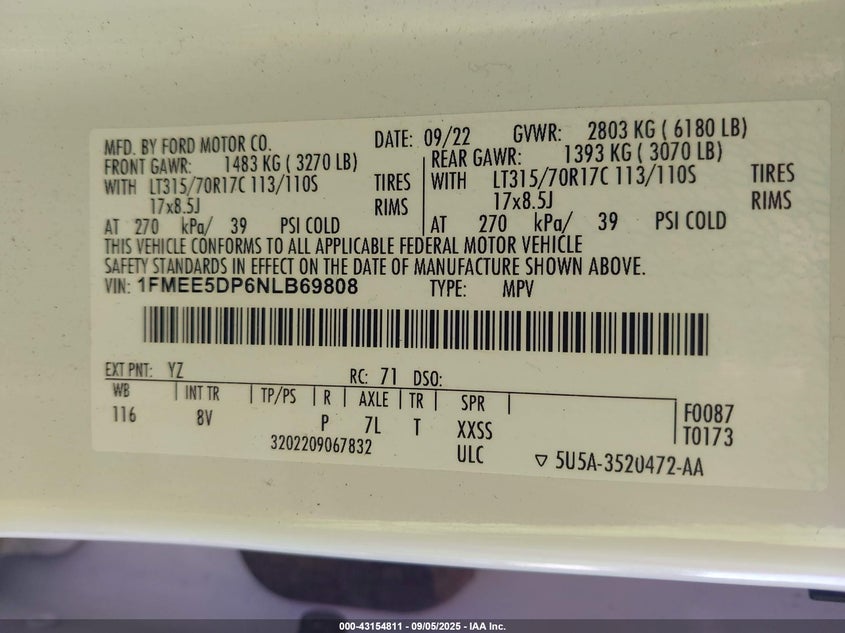 MFD. BY FORD MOTOR CO. DATE: 09/22 GVWR: 2803 KG ( 6180 LB)
FRONT GAWR: 1483 KG ( 3270 LB) REAR GAWR: 1393 KG ( 3070 LB)
WITH LT315/70R17C 113/110S TIRES WITH LT315/70R17C 113/110S TIRES
17x8.5J RIMS 17x8.5J RIMS
AT 270 kPa/ 39 PSI COLD AT 270 kPa/ 39 PSI COLD
THIS VEHICLE CONFORMS TO ALL APPLICABLE FEDERAL MOTOR VEHICLE
SAFETY STANDARDS IN EFFECT ON THE DATE OF MANUFACTURE SHOWN ABOVE.
VIN: 1FMEE5DP6NLB69808 TYPE: MPV
EXT PNT: YZ RC: 71 DSO:
WB INT TR TP/PS R AXLE TR SPR F0087
116 8V P 7L T XXSS T0173
3202209067832 ULC 5U5A-3520472-AA
000-43154811 - 09/05/2025 - IAA Inc.